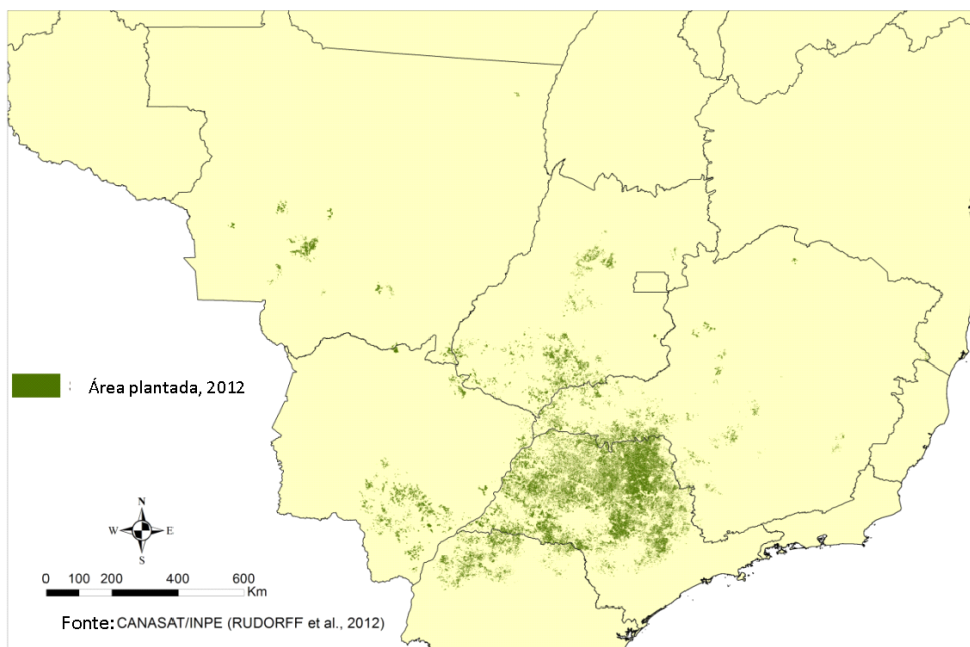 Área plantada, 2012
N
W E
S
0 100 200 400 600
Km
Fonte: CANASAT/INPE (RUDORFF et al., 2012)